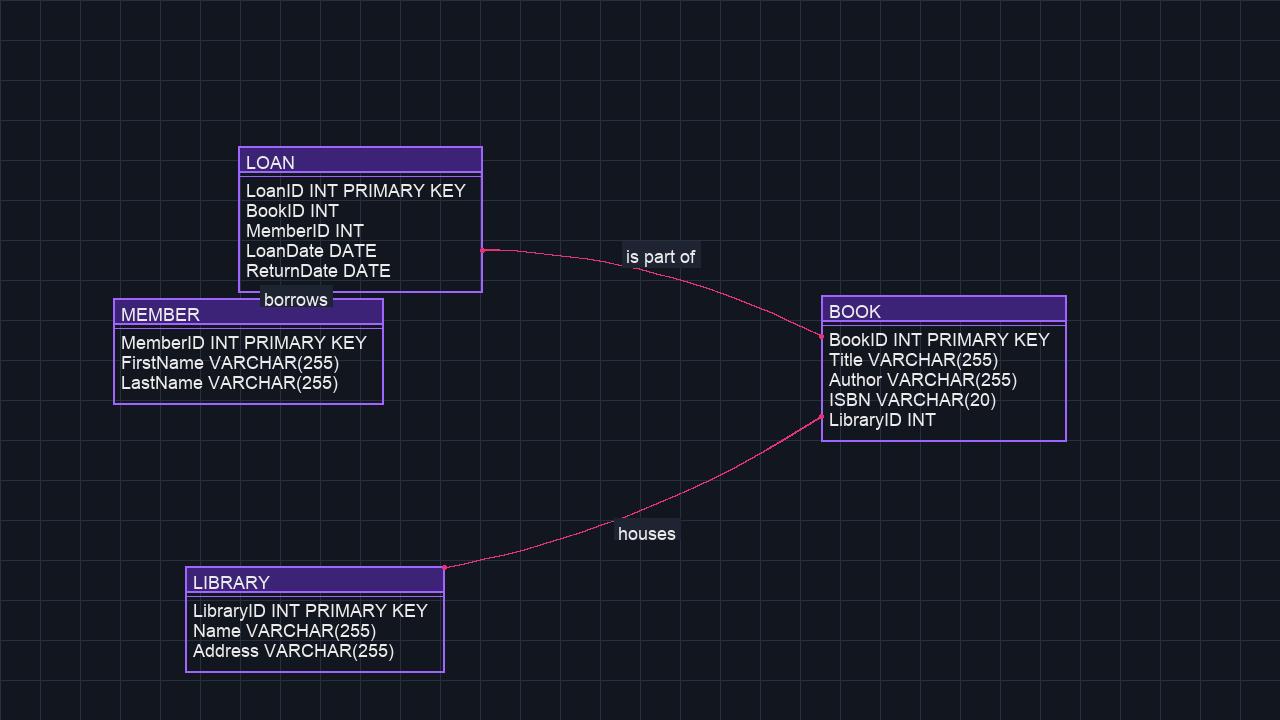 LOAN
LoanID INT PRIMARY KEY
BookID INT
MemberID INT
LoanDate DATE
ReturnDate DATE
is part of
borrows
MEMBER
MemberID INT PRIMARY KEY
FirstName VARCHAR(255)
LastName VARCHAR(255)
BOOK
BookID INT PRIMARY KEY
Title VARCHAR(255)
Author VARCHAR(255)
ISBN VARCHAR(20)
LibraryID INT
houses
LIBRARY
LibraryID INT PRIMARY KEY
Name VARCHAR(255)
Address VARCHAR(255)